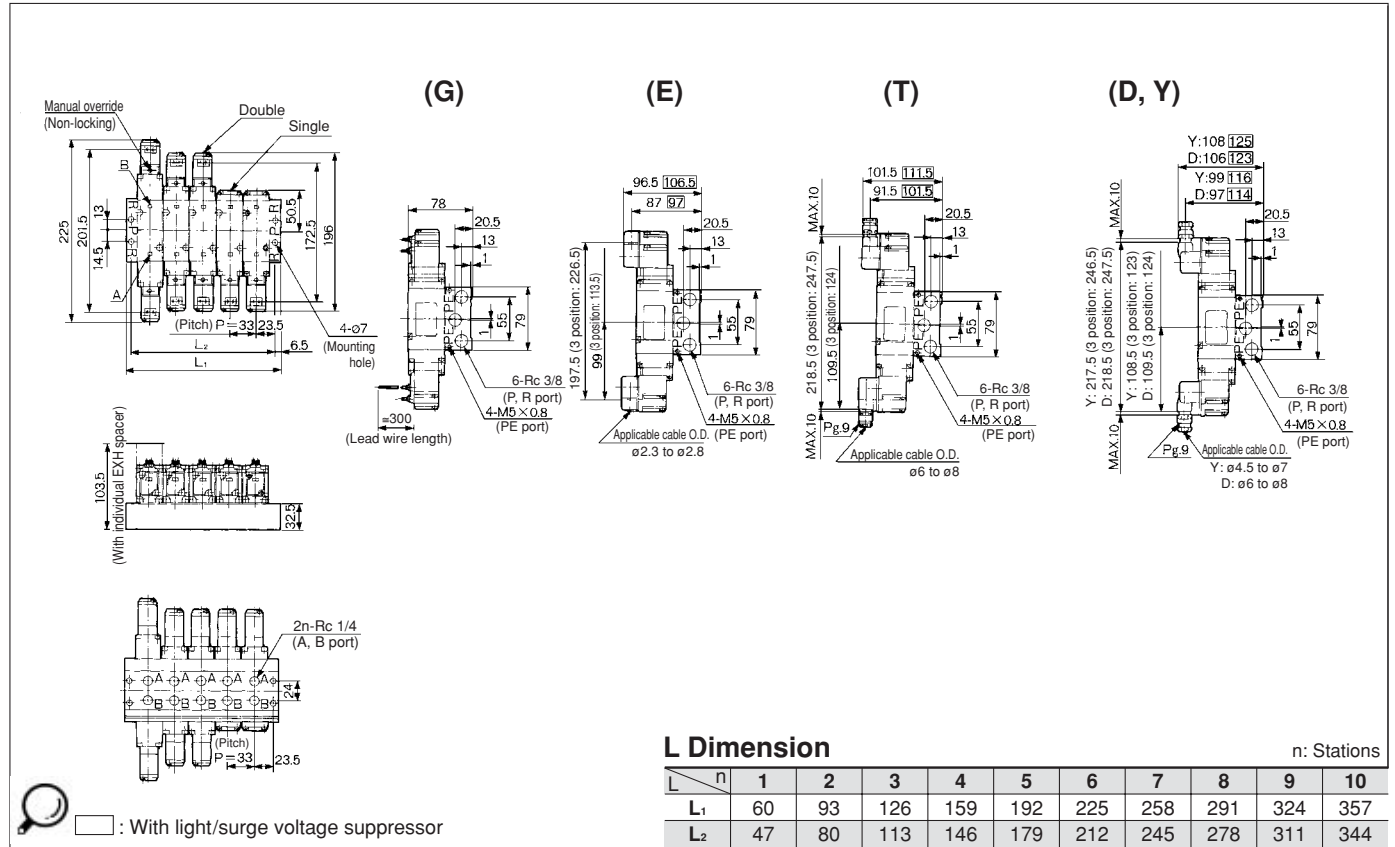 (G)
(E)
(T)
(D, Y)
Manual override
(Non-locking)
Double
Single
B
A
225
201.5
13
14.5
50.5
172.5
196
R
P
R
(Pitch) P=33 23.5
L₂
6.5
L₁
4-ø7
(Mounting
hole)
78
20.5
13
1
PE
PE
55
79
1
6-Rc 3/8
(P, R port)
4-M5×0.8
(PE port)
≈300
(Lead wire length)
96.5 106.5
87 97
20.5
13
1
197.5 (3 position: 226.5)
99 (3 position: 113.5)
PE
PE
55
79
1
6-Rc 3/8
(P, R port)
4-M5×0.8
(PE port)
Applicable cable O.D.
ø2.3 to ø2.8
101.5 111.5
91.5 101.5
20.5
13
1
MAX.10
218.5 (3 position: 247.5)
109.5 (3 position: 124)
MAX.10
PE
PE
55
79
1
6-Rc 3/8
(P, R port)
4-M5×0.8
(PE port)
Pg.9
Applicable cable O.D.
ø6 to ø8
Y:108 125
D:106 123
Y:99 116
D:97 114
20.5
13
1
MAX.10
Y: 217.5 (3 position: 246.5)
D: 218.5 (3 position: 247.5)
Y: 108.5 (3 position: 123)
D: 109.5 (3 position: 124)
MAX.10
PE
PE
55
79
1
6-Rc 3/8
(P, R port)
4-M5×0.8
(PE port)
Pg.9
Applicable cable O.D.
Y: ø4.5 to ø7
D: ø6 to ø8
103.5
(With individual EXH spacer)
32.5
2n-Rc 1/4
(A, B port)
A A A A A
B B B B B
24
(Pitch)
P=33 23.5
: With light/surge voltage suppressor
L Dimension
n: Stations
L n 1 2 3 4 5 6 7 8 9 10
L₁ 60 93 126 159 192 225 258 291 324 357
L₂ 47 80 113 146 179 212 245 278 311 344